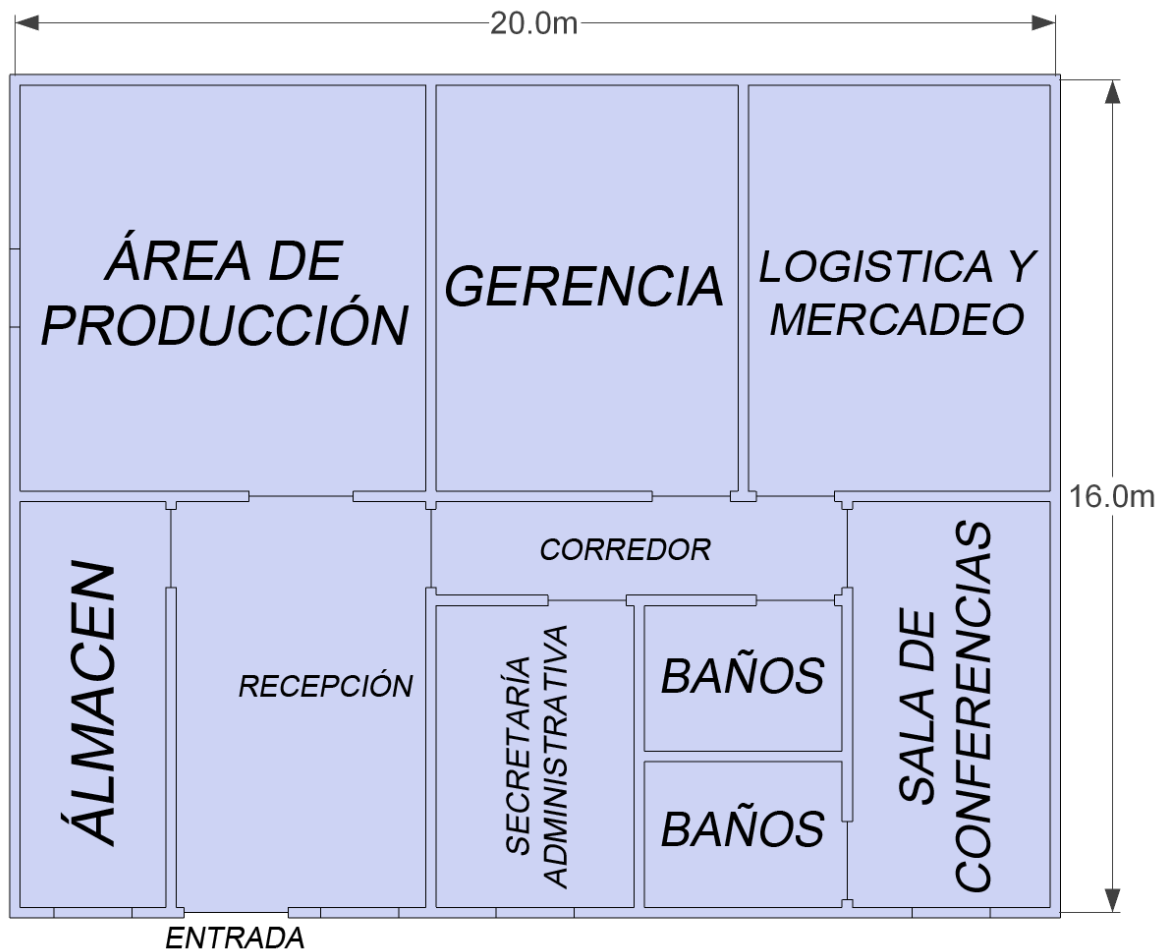 20.0m
ÁREA DE
PRODUCCIÓN
GERENCIA
LOGISTICA Y
MERCADEO
16.0m
ÁLMACEN
RECEPCIÓN
CORREDOR
SECRETARÍA
ADMINISTRATIVA
BAÑOS
BAÑOS
SALA DE
CONFERENCIAS
ENTRADA